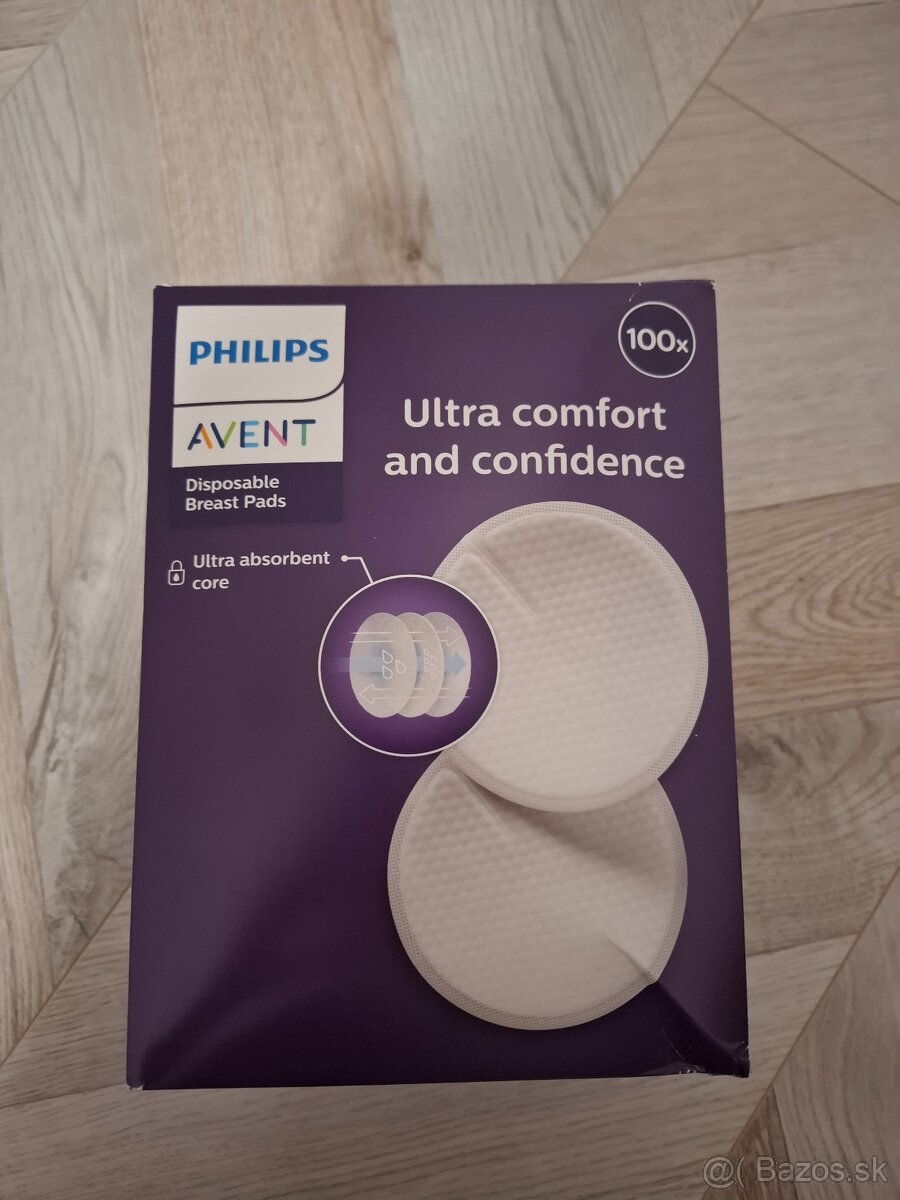 PHILIPS
AVENT
Disposable
Breast Pads
100x
Ultra comfort
and confidence
Ultra absorbent
core
@( Bazos.sk